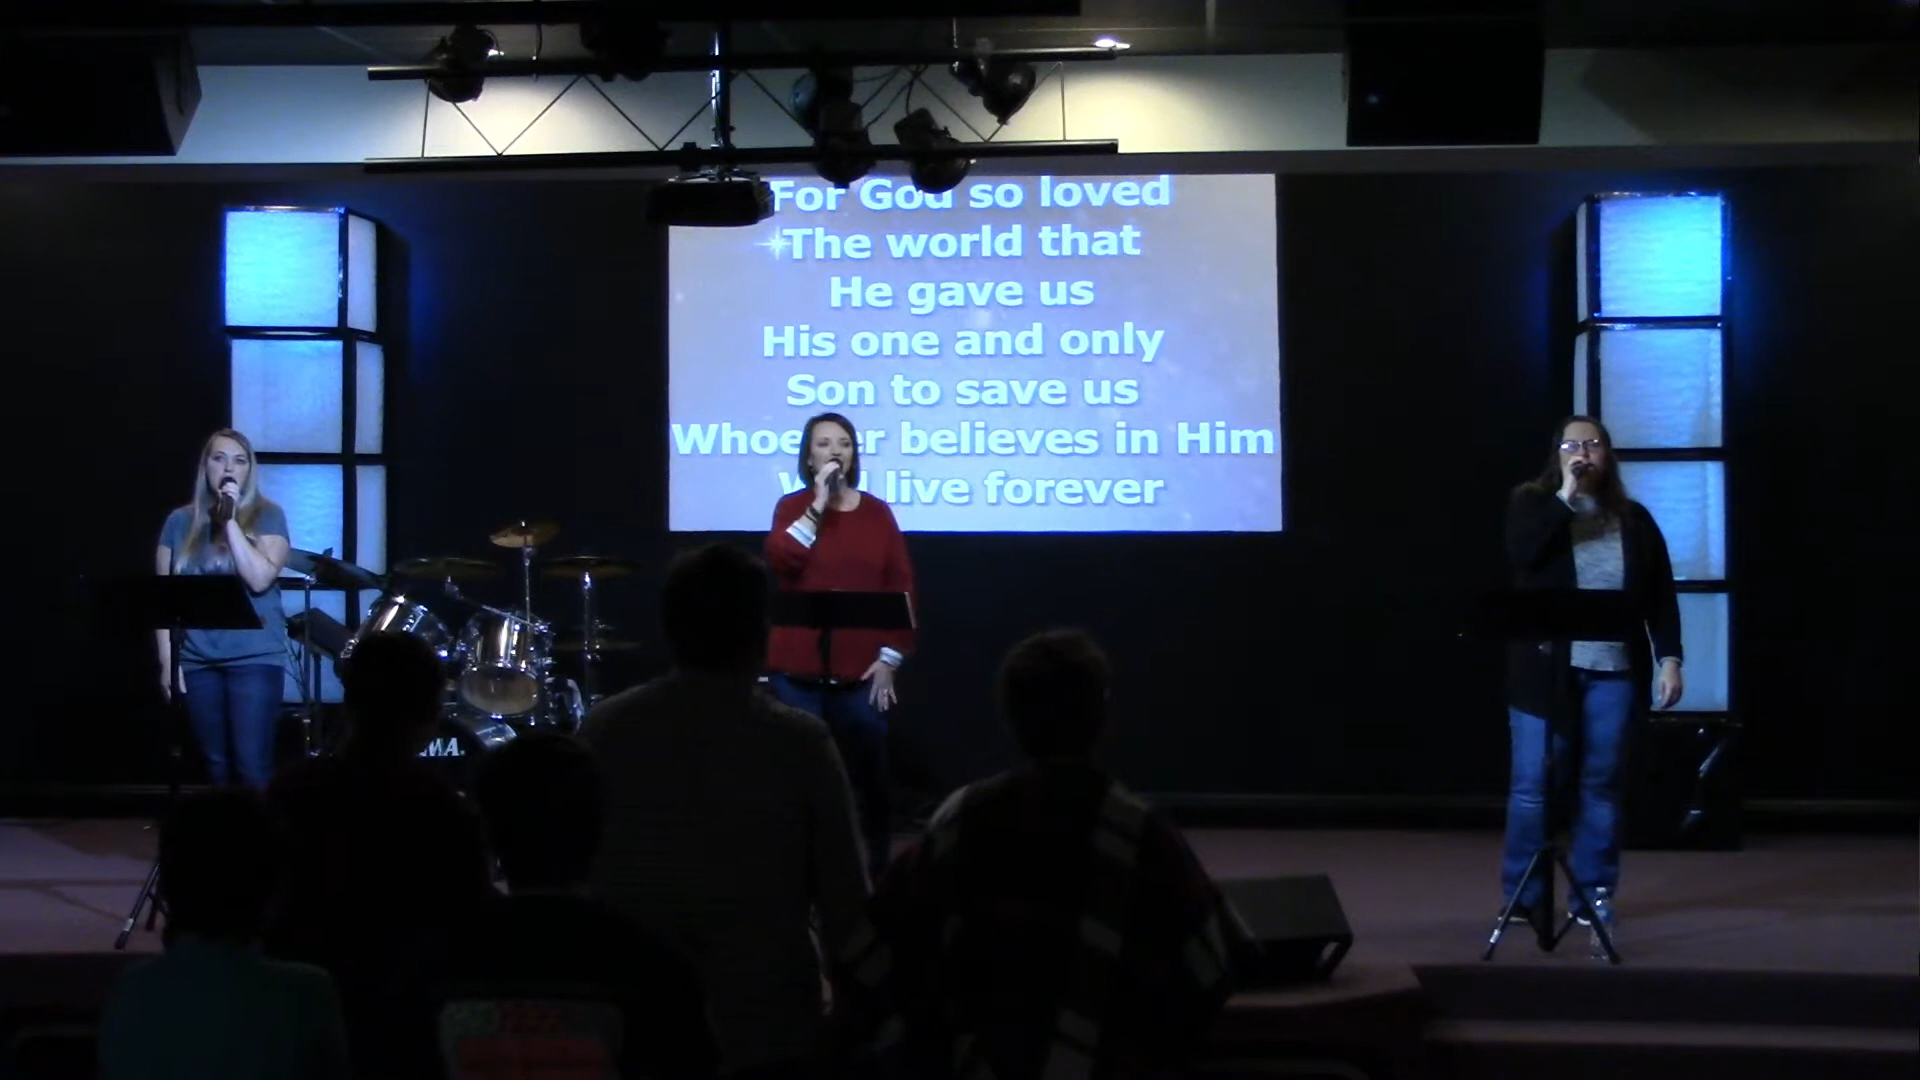 For God so loved
The world that
He gave us
His one and only
Son to save us
believes in Him
live forever
MA.